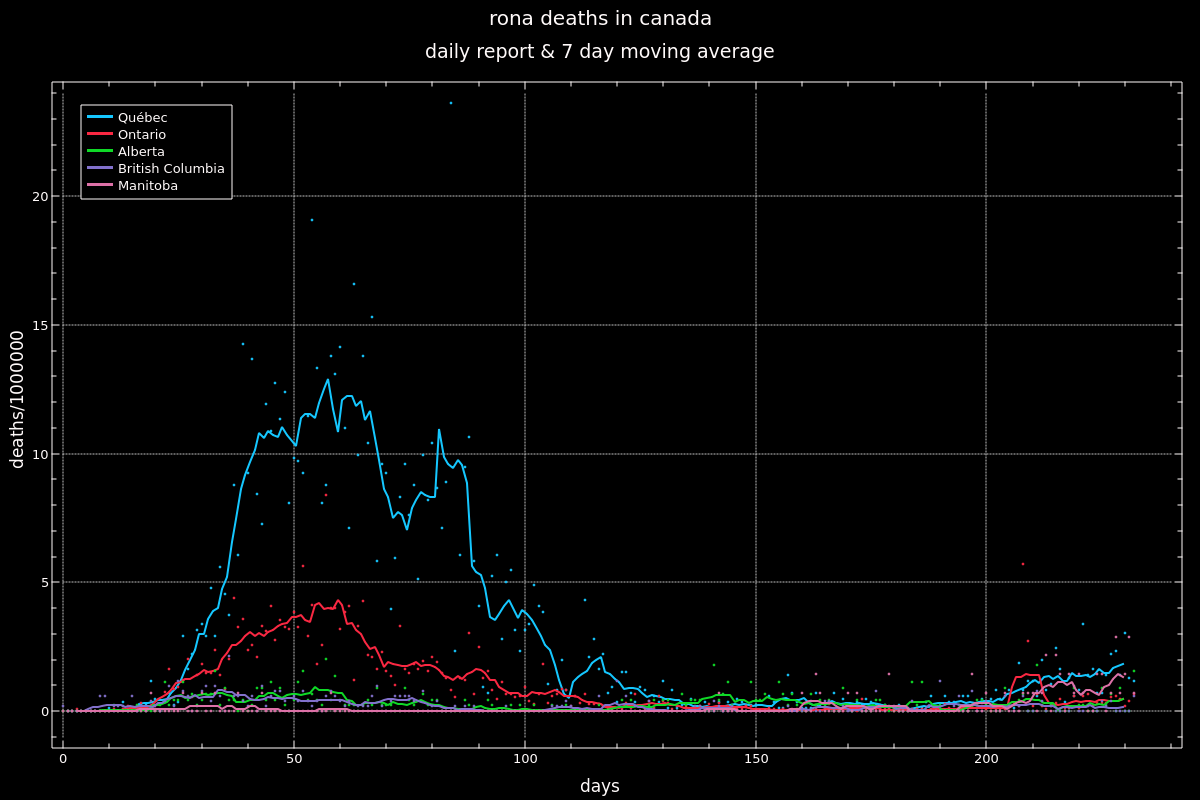 rona deaths in canada
daily report & 7 day moving average
Québec
Ontario
Alberta
British Columbia
Manitoba
deaths/1000000
20
15
10
5
0
0 50 100 150 200
days